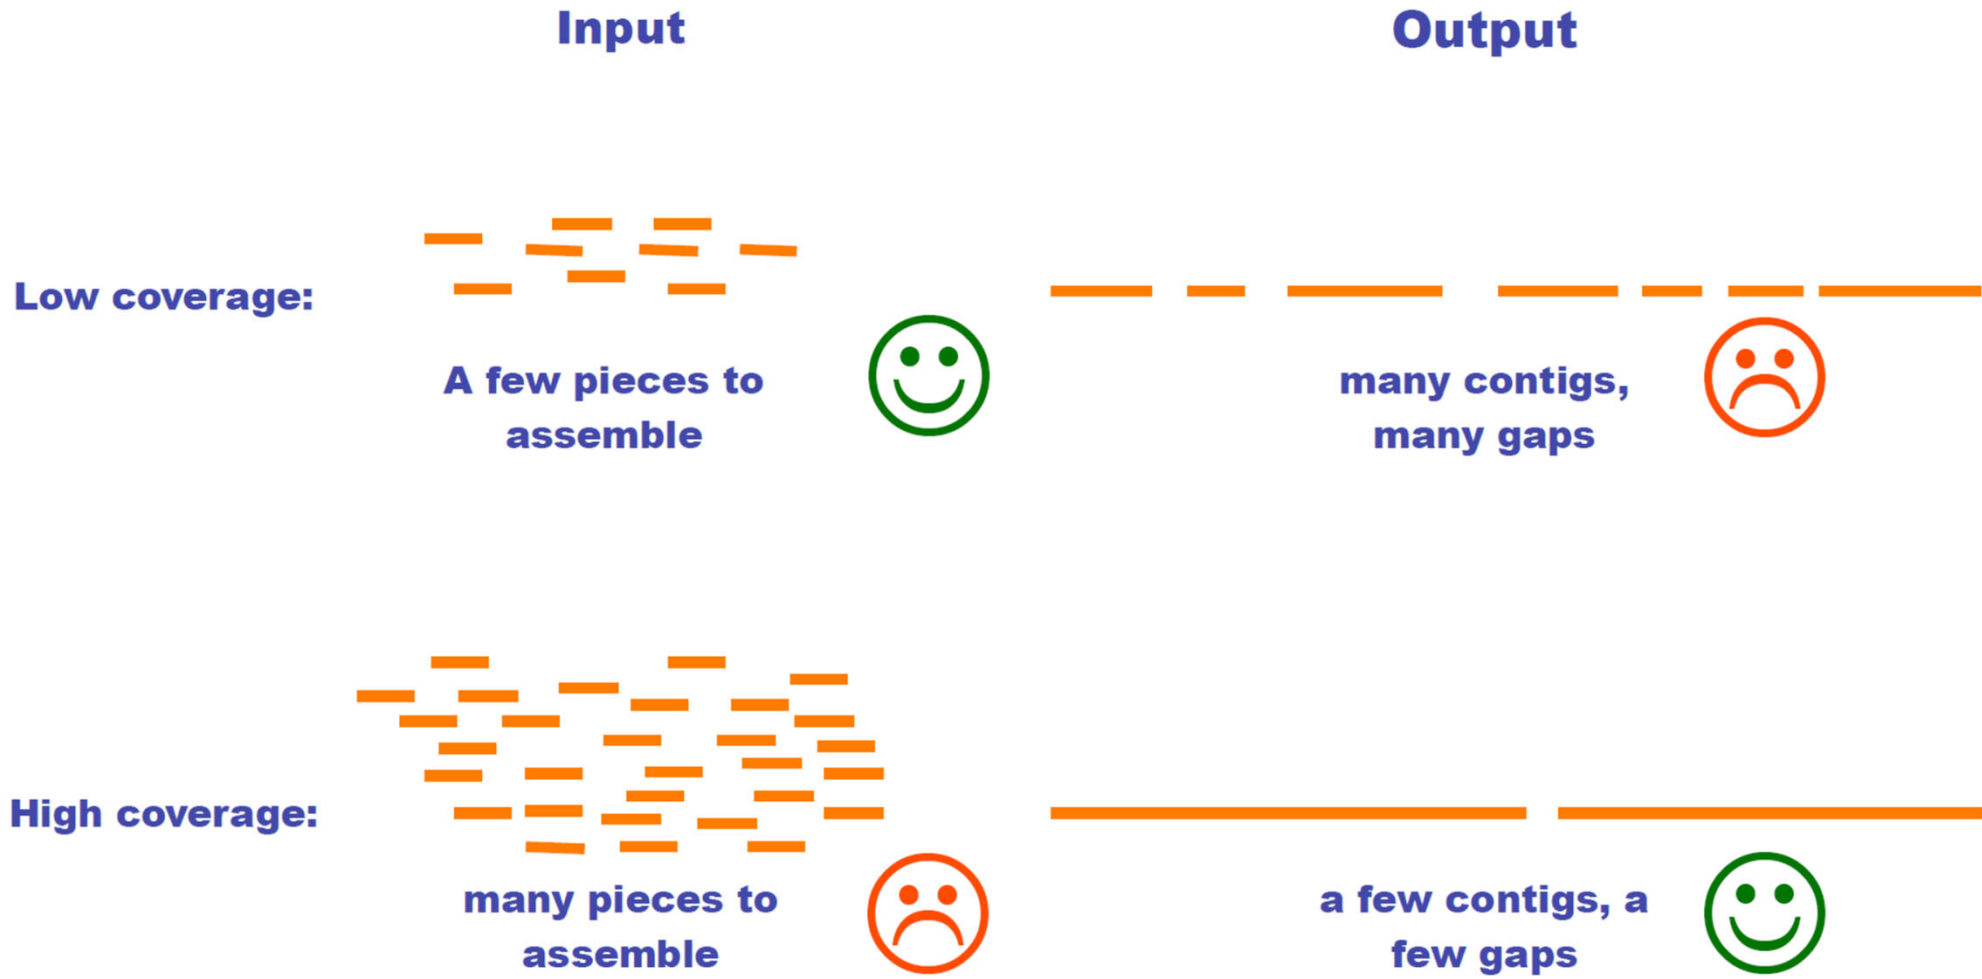 Input
Output
Low coverage:
A few pieces to
assemble
many contigs,
many gaps
High coverage:
many pieces to
assemble
a few contigs, a
few gaps